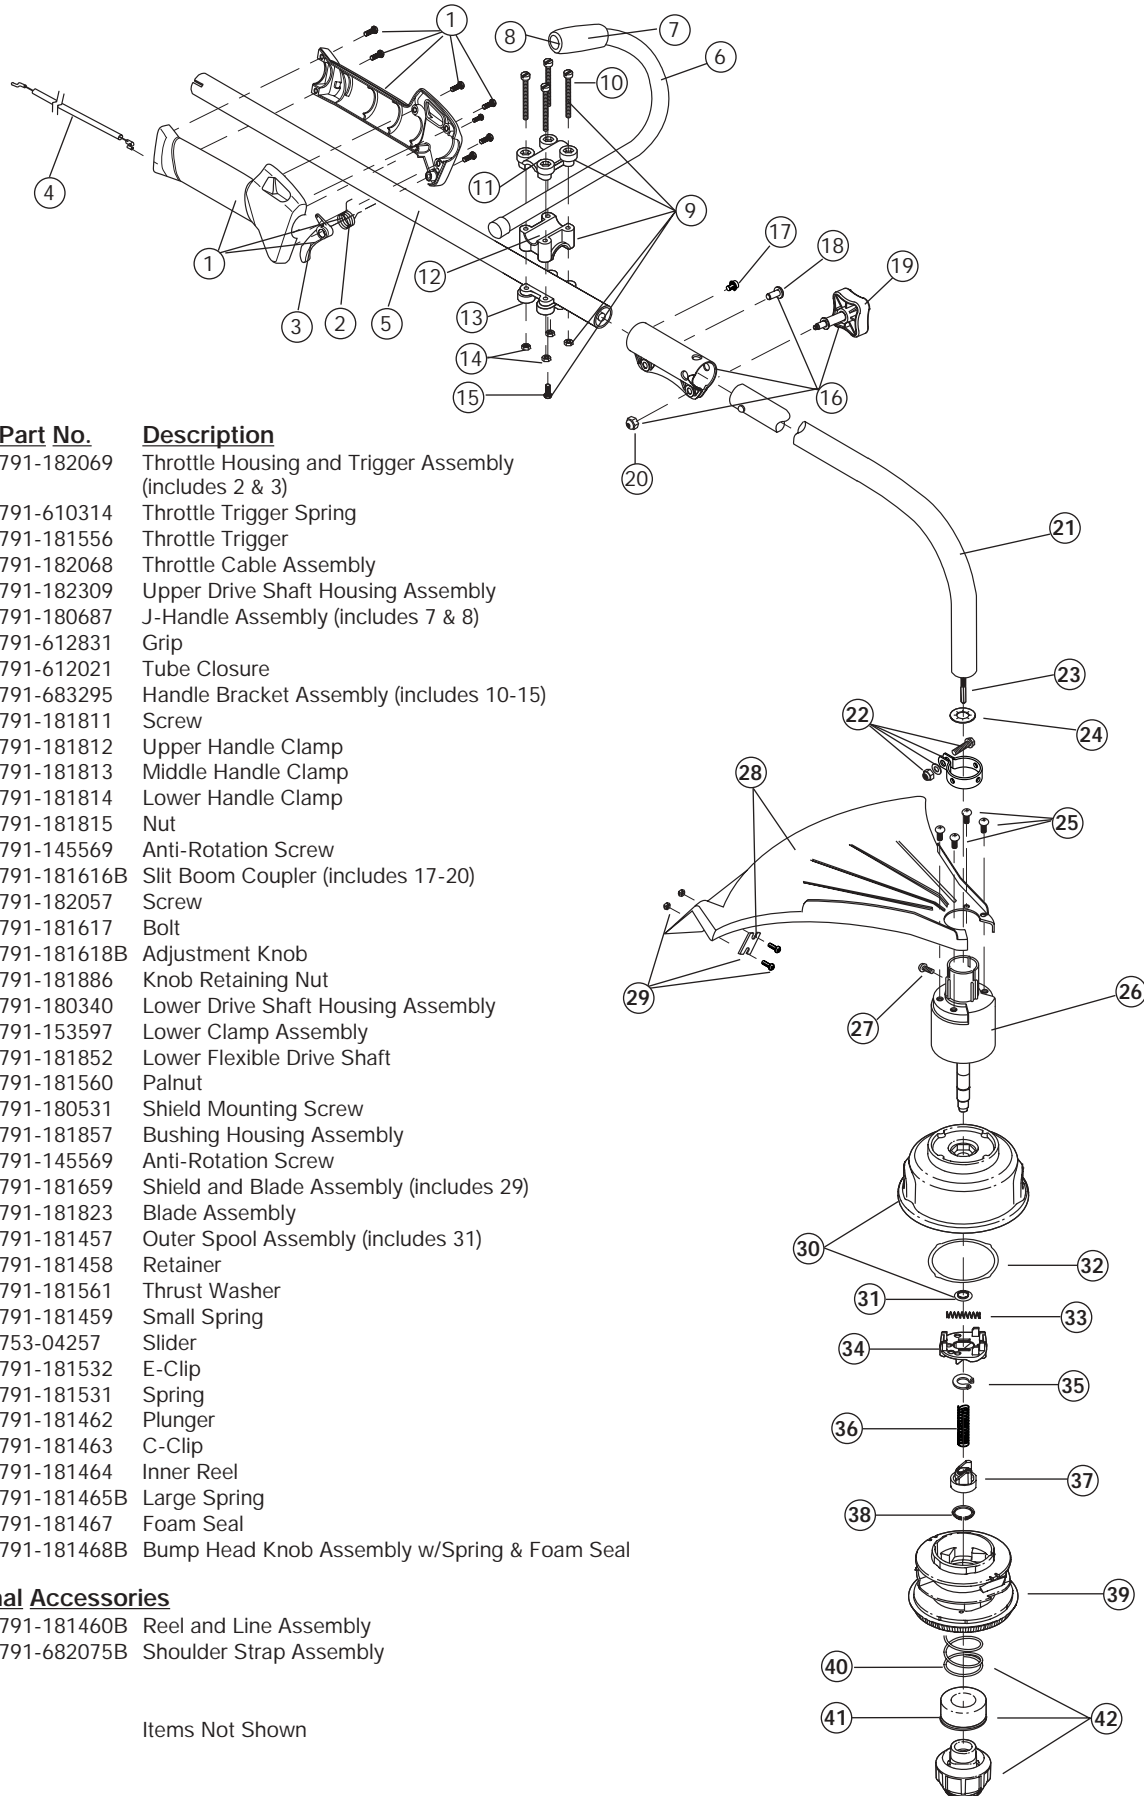 1
8
7
6
10
4
11
9
17
18
19
1
12
3
2
5
13
14
15
16
20
Part No. Description
791-182069 Throttle Housing and Trigger Assembly
(includes 2 & 3)
791-610314 Throttle Trigger Spring
791-181556 Throttle Trigger
791-182068 Throttle Cable Assembly
791-182309 Upper Drive Shaft Housing Assembly
791-180687 J-Handle Assembly (includes 7 & 8)
791-612831 Grip
791-612021 Tube Closure
791-683295 Handle Bracket Assembly (includes 10-15)
791-181811 Screw
791-181812 Upper Handle Clamp
791-181813 Middle Handle Clamp
791-181814 Lower Handle Clamp
791-181815 Nut
791-145569 Anti-Rotation Screw
791-181616B Slit Boom Coupler (includes 17-20)
791-182057 Screw
791-181617 Bolt
791-181618B Adjustment Knob
791-181886 Knob Retaining Nut
791-180340 Lower Drive Shaft Housing Assembly
791-153597 Lower Clamp Assembly
791-181852 Lower Flexible Drive Shaft
791-181560 Palnut
791-180531 Shield Mounting Screw
791-181857 Bushing Housing Assembly
791-145569 Anti-Rotation Screw
791-181659 Shield and Blade Assembly (includes 29)
791-181823 Blade Assembly
791-181457 Outer Spool Assembly (includes 31)
791-181458 Retainer
791-181561 Thrust Washer
791-181459 Small Spring
753-04257 Slider
791-181532 E-Clip
791-181531 Spring
791-181462 Plunger
791-181463 C-Clip
791-181464 Inner Reel
791-181465B Large Spring
791-181467 Foam Seal
791-181468B Bump Head Knob Assembly w/Spring & Foam Seal
nal Accessories
791-181460B Reel and Line Assembly
791-682075B Shoulder Strap Assembly
Items Not Shown
21
23
22
24
28
25
29
27
26
30
32
31
33
34
35
36
37
38
39
40
41
42